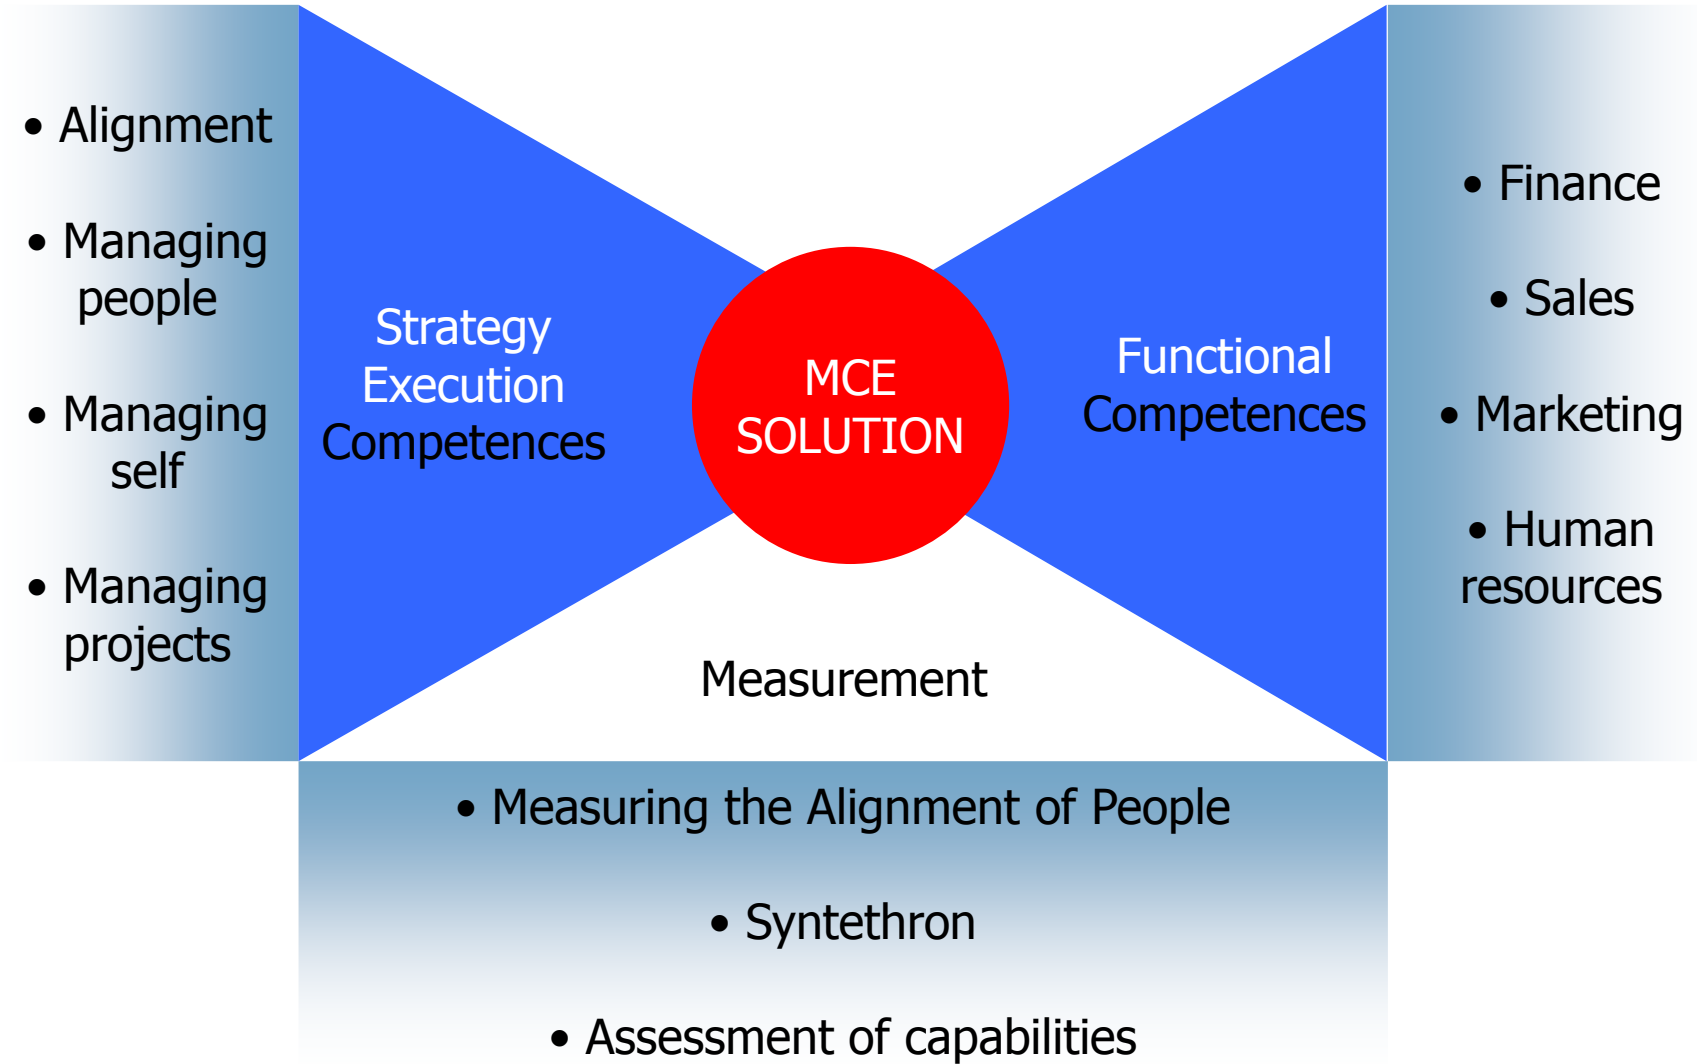 • Alignment
• Managing
people
• Managing
self
• Managing
projects
Strategy
Execution
Competences
MCE
SOLUTION
Functional
Competences
• Finance
• Sales
• Marketing
• Human
resources
Measurement
• Measuring the Alignment of People
• Syntethron
• Assessment of capabilities